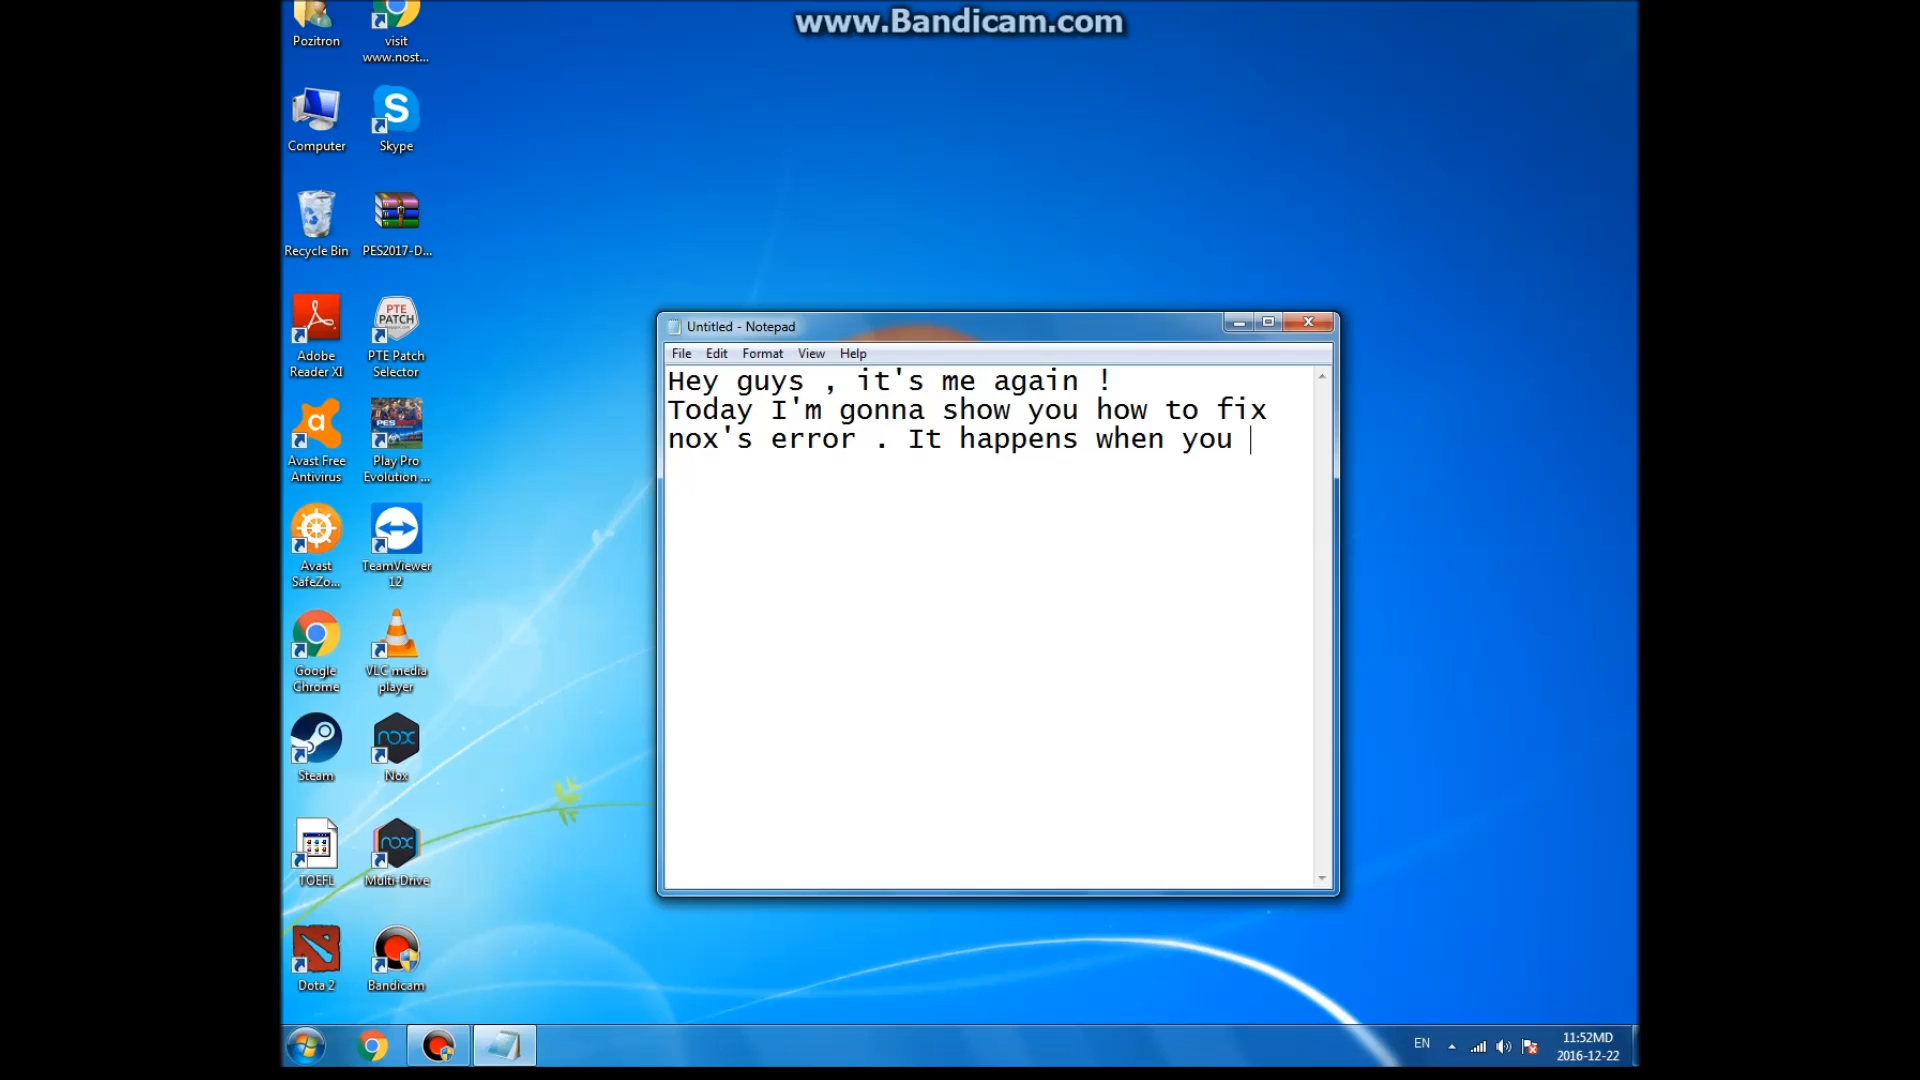 www.Bandicam.com
Pozitron
visit
www.nost...
Computer
Skype
Recycle Bin
PES2017-D...
Adobe
Reader XI
PTE
PATCH
PTE Patch
Selector
Avast Free
Antivirus
PES
Play Pro
Evolution ...
Avast
SafeZo...
TeamViewer
12
Google
Chrome
VLC media
player
Steam
nox
Nox
TOEFL
nox
Multi-Drive
Dota 2
Bandicam
Untitled - Notepad
File Edit Format View Help
Hey guys , it's me again !
Today I'm gonna show you how to fix
nox's error . It happens when you
EN
11:52MD
2016-12-22